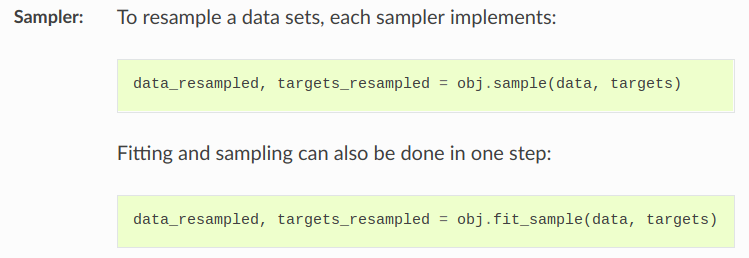 Sampler: To resample a data sets, each sampler implements:
data_resampled, targets_resampled = obj.sample(data, targets)
Fitting and sampling can also be done in one step:
data_resampled, targets_resampled = obj.fit_sample(data, targets)